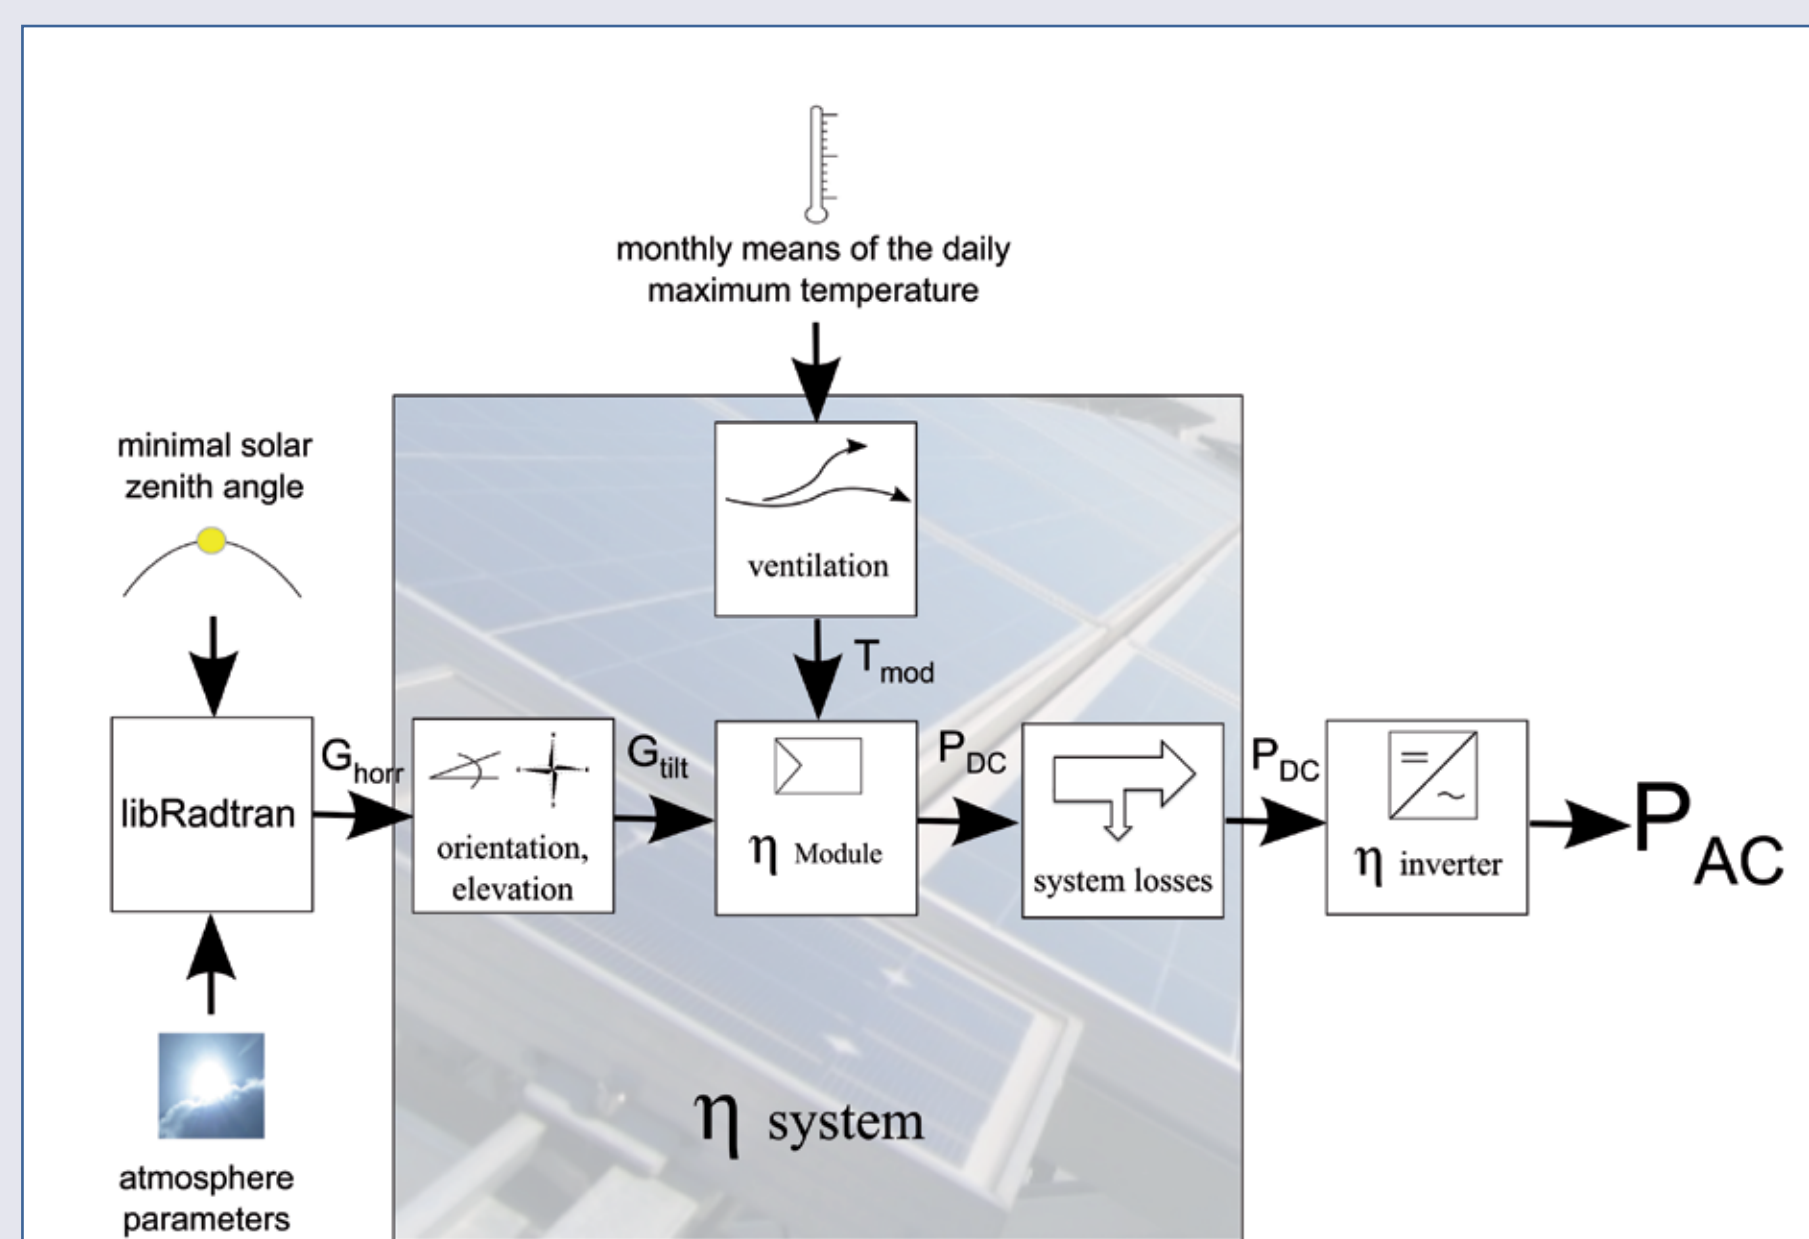 monthly means of the daily
maximum temperature
minimal solar
zenith angle
ventilation
T mod
libRadtran
G horr
orientation,
elevation
G tilt
η Module
P DC
system losses
P DC
η inverter
P AC
η system
atmosphere
parameters